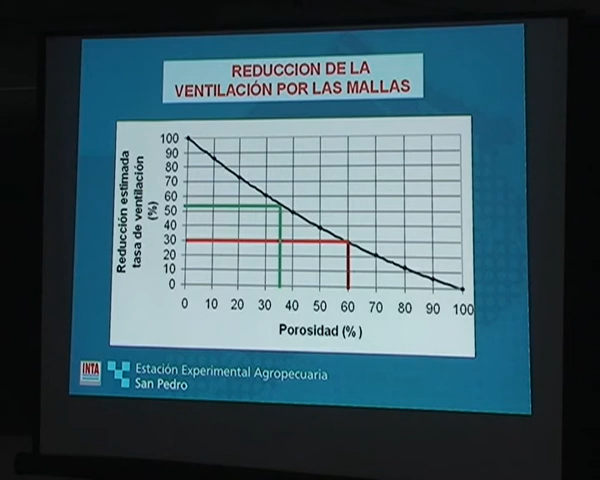 REDUCCION DE LA
VENTILACIÓN POR LAS MALLAS
Reducción estimada
tasa de ventilación
(%)
100
90
80
70
60
50
40
30
20
10
0
0 10 20 30 40 50 60 70 80 90 100
Porosidad (%)
INTA
Estación Experimental Agropecuaria
San Pedro